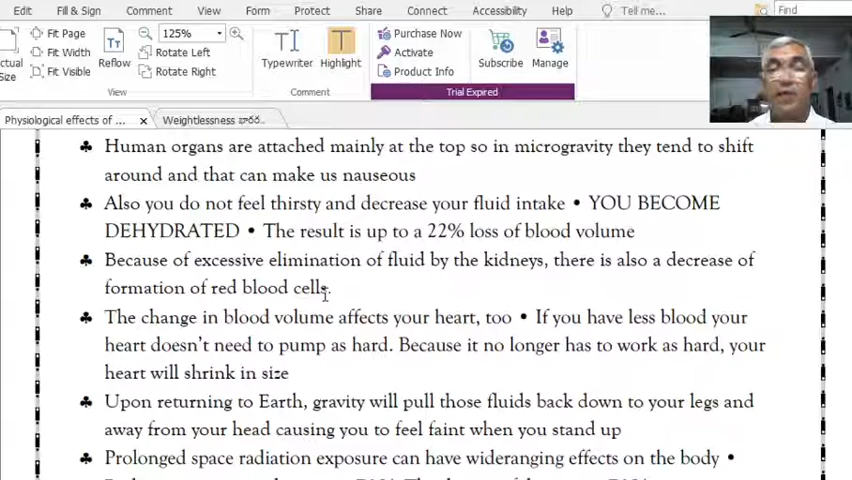 Edit Fill & Sign Comment View Form Protect Share Connect Accessibility Help Tell me... Find
Fit Page 125% Purchase Now
Fit Width Rotate Left Activate
Size Reflow Fit Visible Rotate Right Typewriter Highlight Product Info Subscribe Manage
View Comment Trial Expired
Physiological effects of ... Weightlessness
Human organs are attached mainly at the top so in microgravity they tend to shift
around and that can make us nauseous
Also you do not feel thirsty and decrease your fluid intake • YOU BECOME
DEHYDRATED • The result is up to a 22% loss of blood volume
Because of excessive elimination of fluid by the kidneys, there is also a decrease of
formation of red blood cells.
The change in blood volume affects your heart, too • If you have less blood your
heart doesn't need to pump as hard. Because it no longer has to work as hard, your
heart will shrink in size
Upon returning to Earth, gravity will pull those fluids back down to your legs and
away from your head causing you to feel faint when you stand up
Prolonged space radiation exposure can have wideranging effects on the body •